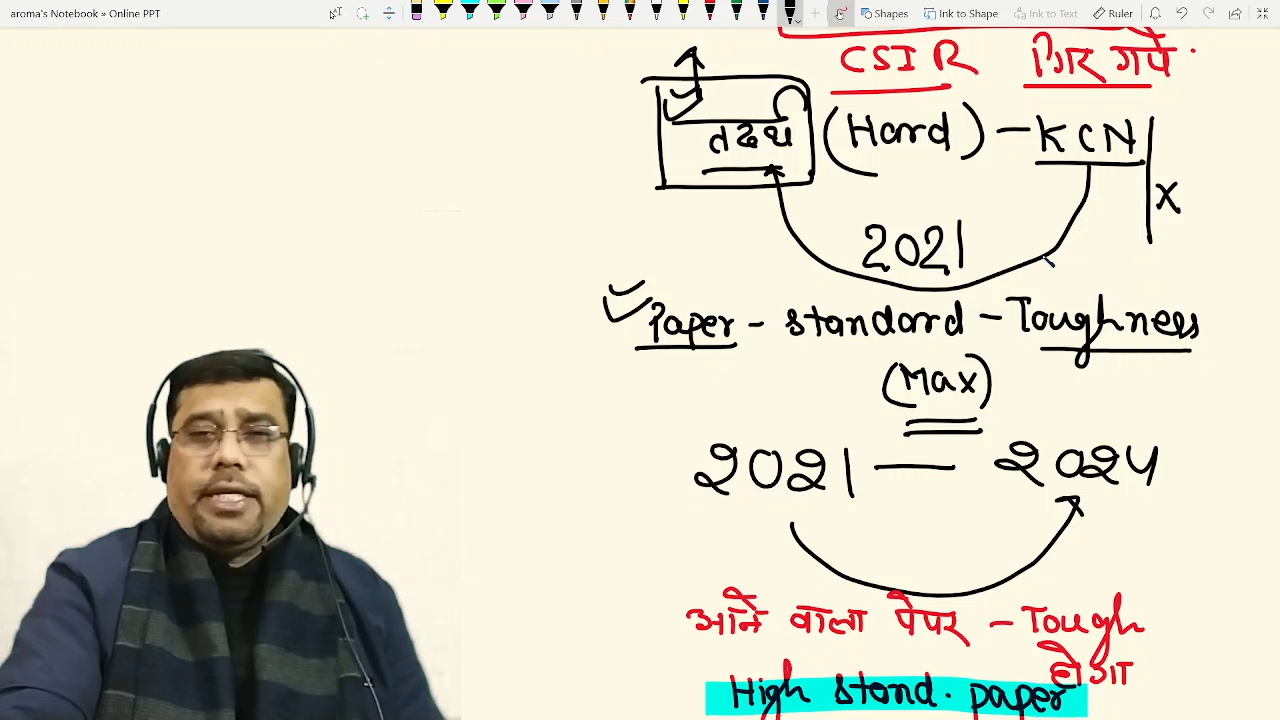 aroma's Notebook » Online PPT
Shapes Ink to Shape Ink to Text Ruler
CSIR गिर गये
तथ्य (Hard) - KCN X
2021
Paper - standard - Toughness
(Max)
2021 — 2024
आने वाला पेपर - Tough
होगा
High stand. paper